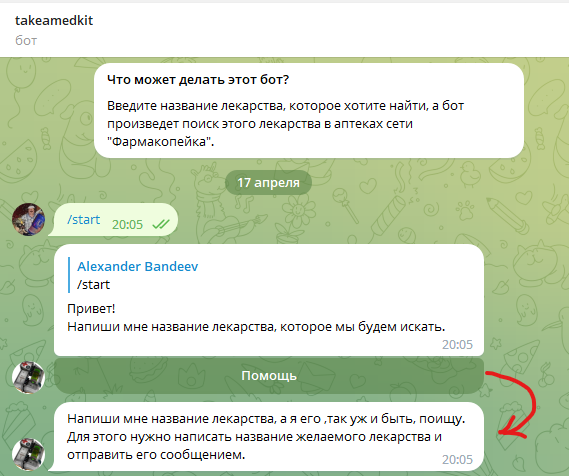 takeamedkit
бот
Что может делать этот бот?
Введите название лекарства, которое хотите найти, а бот
произведет поиск этого лекарства в аптеках сети
"Фармакопейка".
17 апреля
/start 20:05
Alexander Bandeev
/start
Привет!
Напиши мне название лекарства, которое мы будем искать.
20:05
Помощь
Напиши мне название лекарства, а я его ,так уж и быть, поищу.
Для этого нужно написать название желаемого лекарства и
отправить его сообщением.
20:05